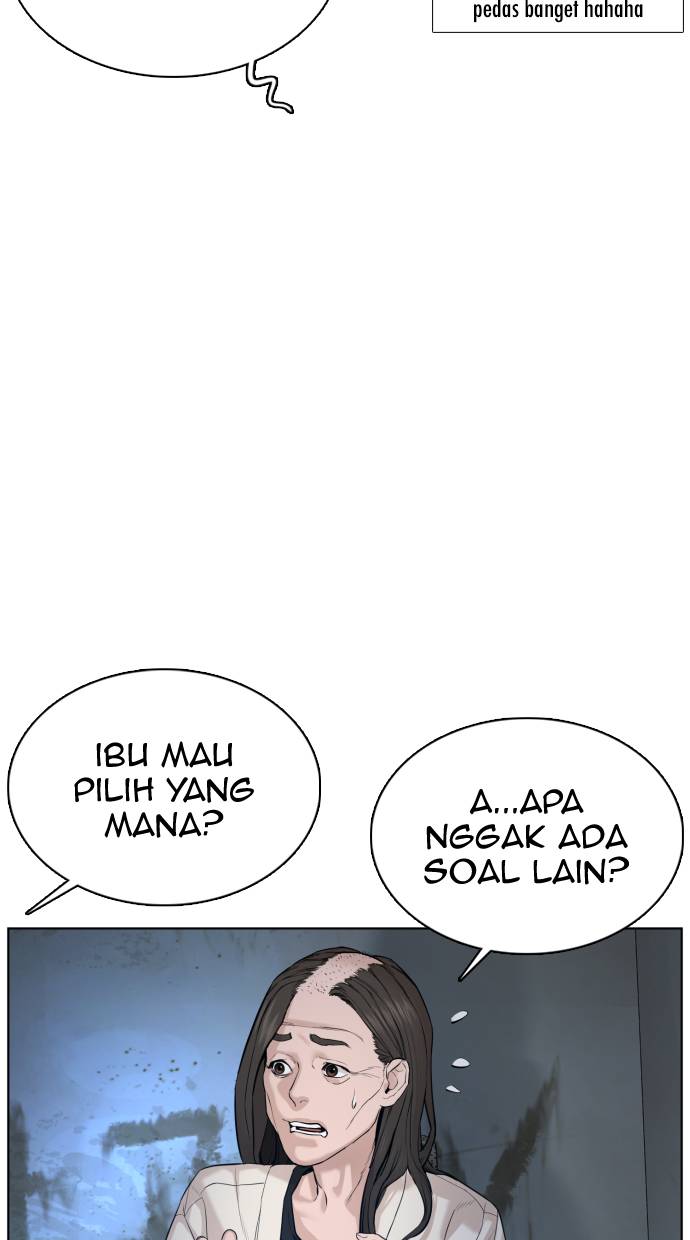 pedas banget hahaha
IBU MAU
PILIH YANG
MANA?
A...APA
NGGAK ADA
SOAL LAIN?